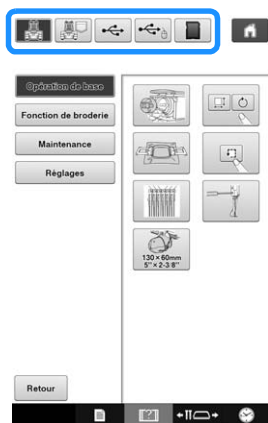 Opération de base
Fonction de broderie
Maintenance
Réglages
130 × 60mm
5" × 2-3/8"
Retour